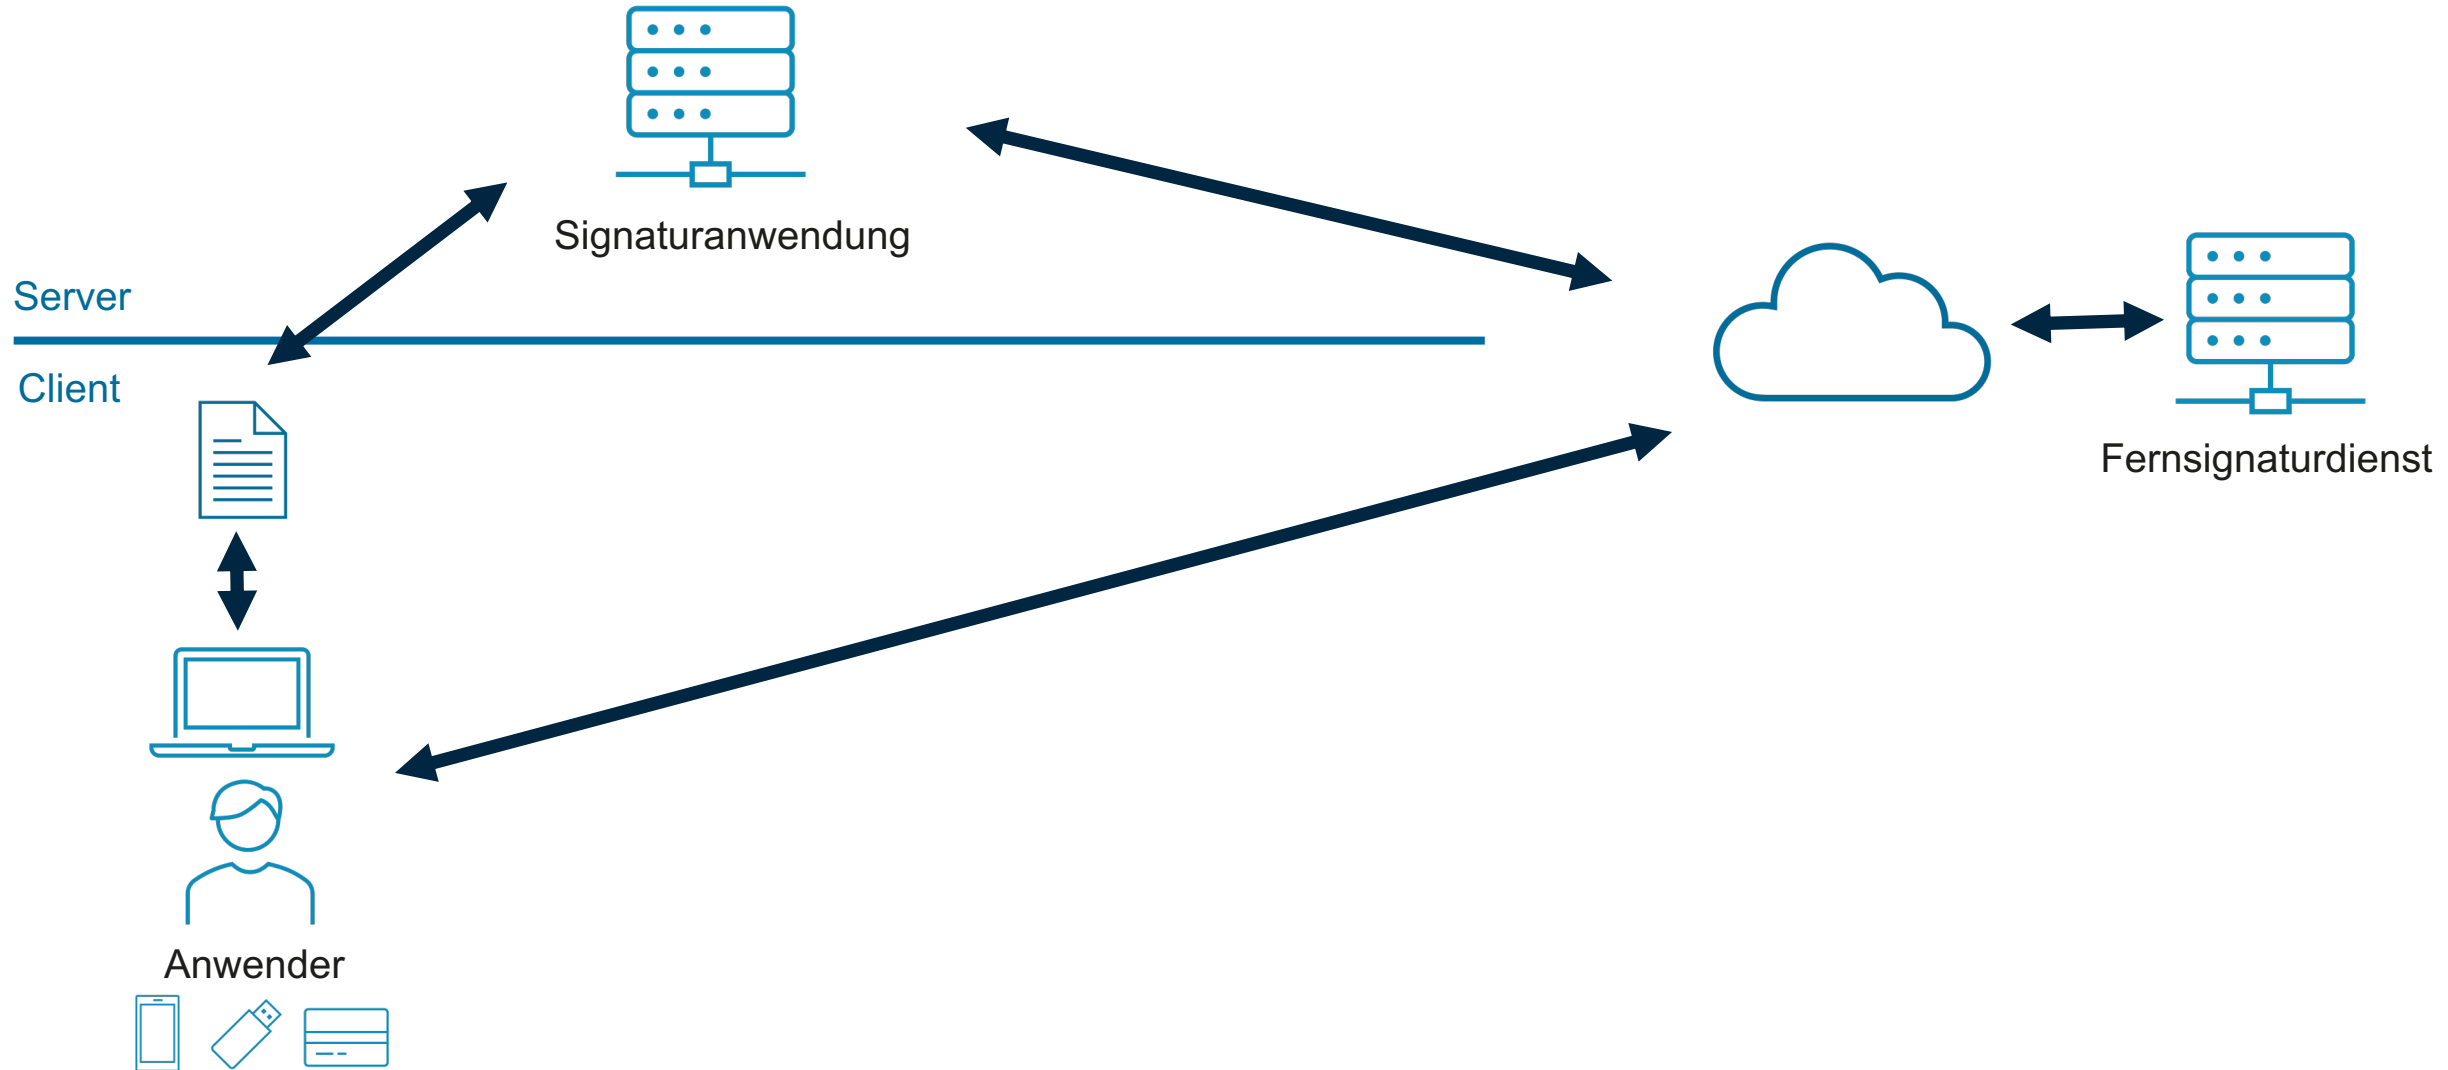 Signaturanwendung
Server
Client
Fernsignaturdienst
Anwender